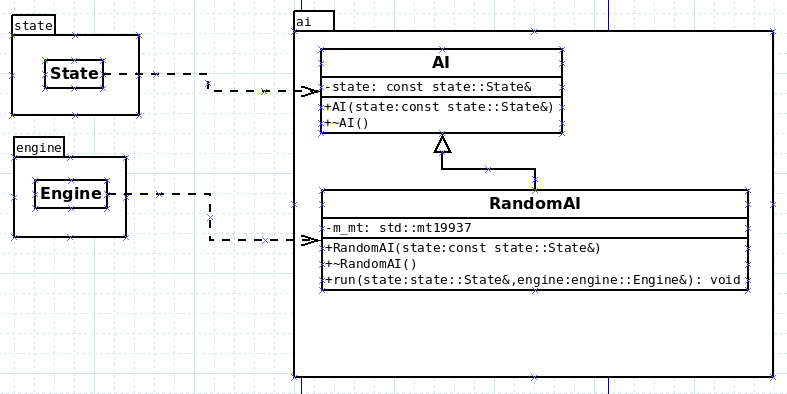 state
State
engine
Engine
ai
AI
-state: const state::State&
+AI(state:const state::State&)
+~AI()
RandomAI
-m_mt: std::mt19937
+RandomAI(state:const state::State&)
+~RandomAI()
+run(state:state::State&,engine:engine::Engine&): void